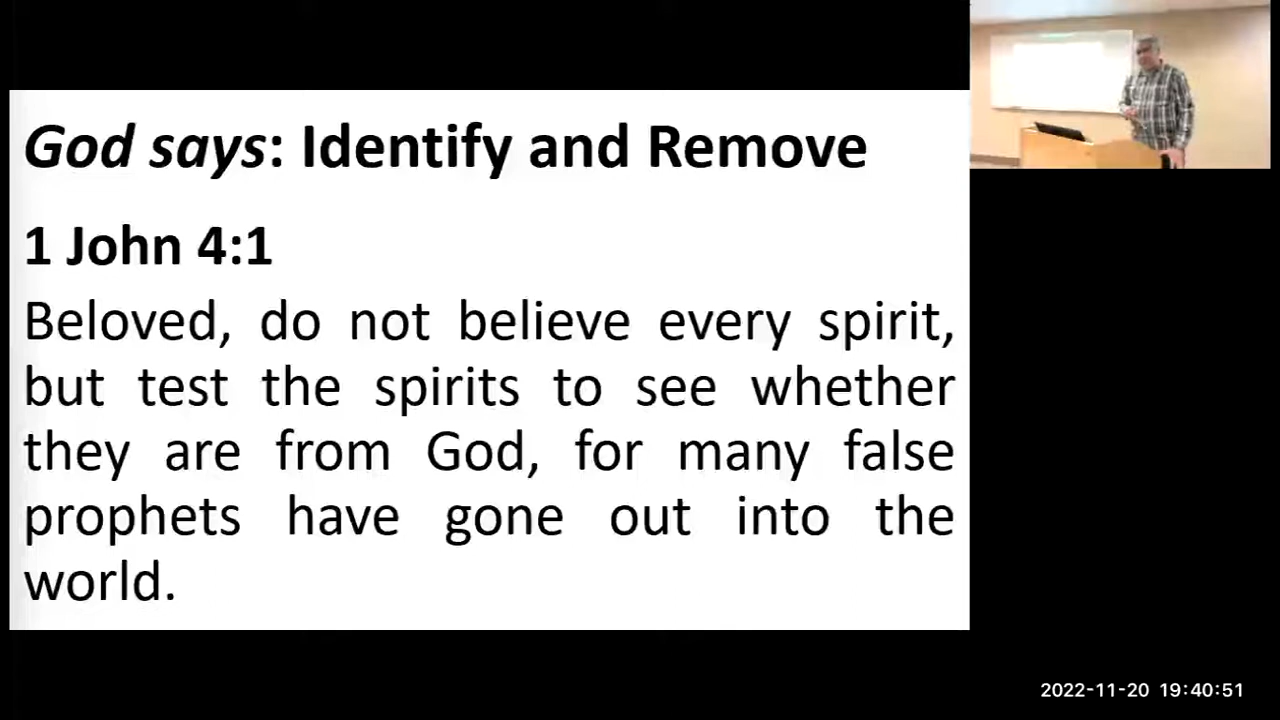 God says: Identify and Remove
1 John 4:1
Beloved, do not believe every spirit,
but test the spirits to see whether
they are from God, for many false
prophets have gone out into the
world.
2022-11-20 19:40:51